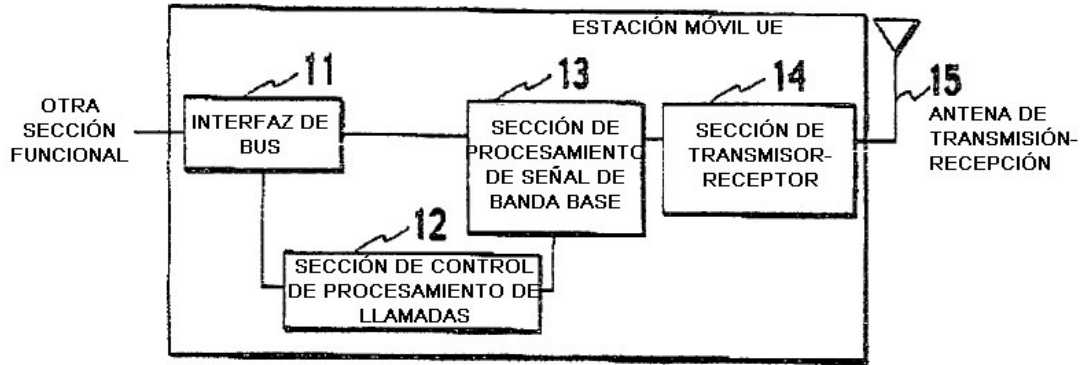 ESTACIÓN MÓVIL UE
11
13
14
15
OTRA
SECCIÓN
FUNCIONAL
INTERFAZ DE
BUS
SECCIÓN DE
PROCESAMIENTO
DE SEÑAL DE
BANDA BASE
SECCIÓN DE
TRANSMISOR-
RECEPTOR
ANTENA DE
TRANSMISIÓN-
RECEPCIÓN
12
SECCIÓN DE CONTROL
DE PROCESAMIENTO DE
LLAMADAS